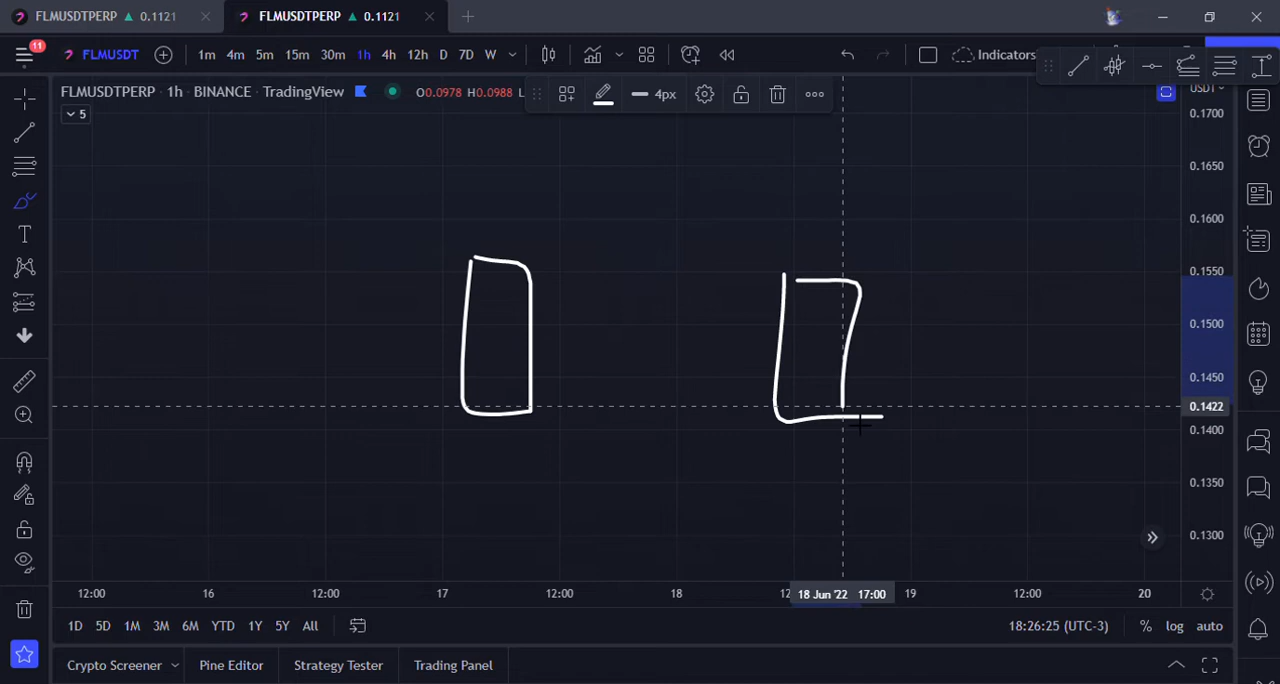 FLMUSDTPERP ▲ 0.1121
FLMUSDTPERP ▲ 0.1121
11
FLMUSDT 1m 4m 5m 15m 30m 1h 4h 12h D 7D W Indicators
FLMUSDTPERP · 1h · BINANCE · TradingView O0.0978 H0.0988 L
4px
USDT
5
0.1700
0.1650
0.1600
0.1550
0.1500
0.1450
0.1422
0.1400
0.1350
0.1300
12:00 16 12:00 17 12:00 18 12 18 Jun '22 17:00 19 12:00 20
1D 5D 1M 3M 6M YTD 1Y 5Y All 18:26:25 (UTC-3) % log auto
Crypto Screener Pine Editor Strategy Tester Trading Panel